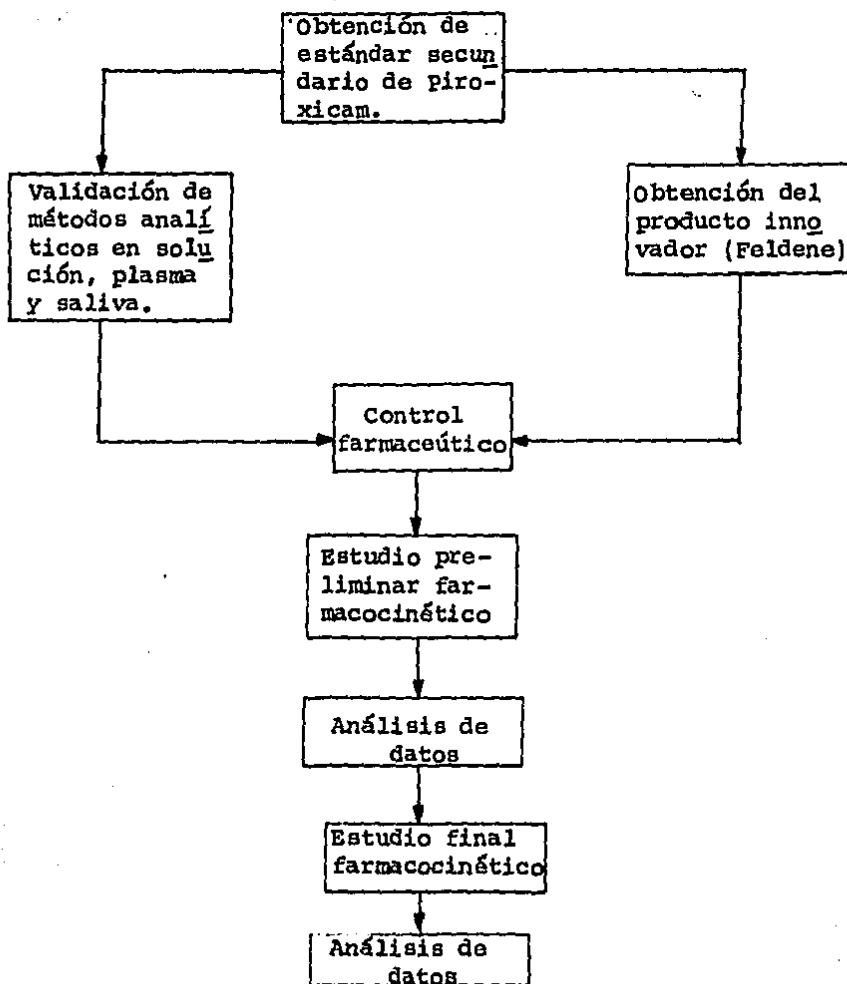 Obtención de
estándar secun
dario de Piro-
xicam.
Validación de
métodos analí
ticos en solu
ción, plasma
y saliva.
Obtención del
producto inno
vador (Feldene)
Control
farmaceútico
Estudio pre-
liminar far-
macocinético
Análisis de
datos
Estudio final
farmacocinético
Análisis de
datos